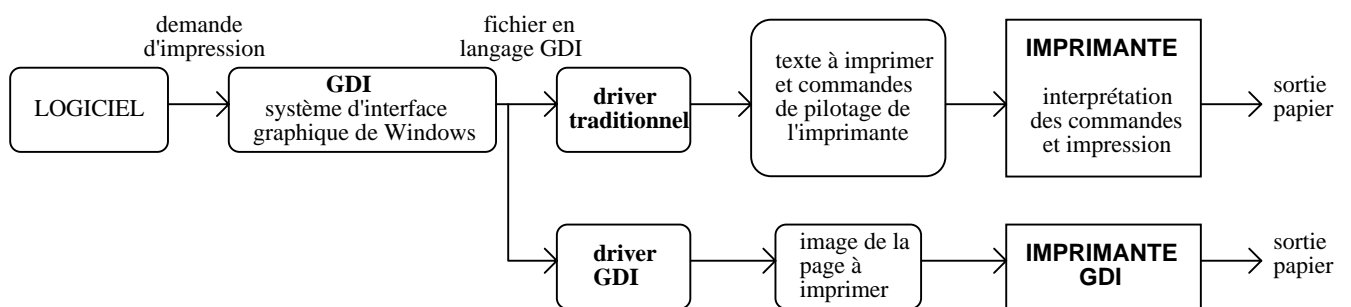 demande
d'impression
fichier en
langage GDI
LOGICIEL
GDI
système d'interface
graphique de Windows
driver
traditionnel
texte à imprimer
et commandes
de pilotage de
l'imprimante
IMPRIMANTE
interprétation
des commandes
et impression
sortie
papier
driver
GDI
image de la
page à
imprimer
IMPRIMANTE
GDI
sortie
papier